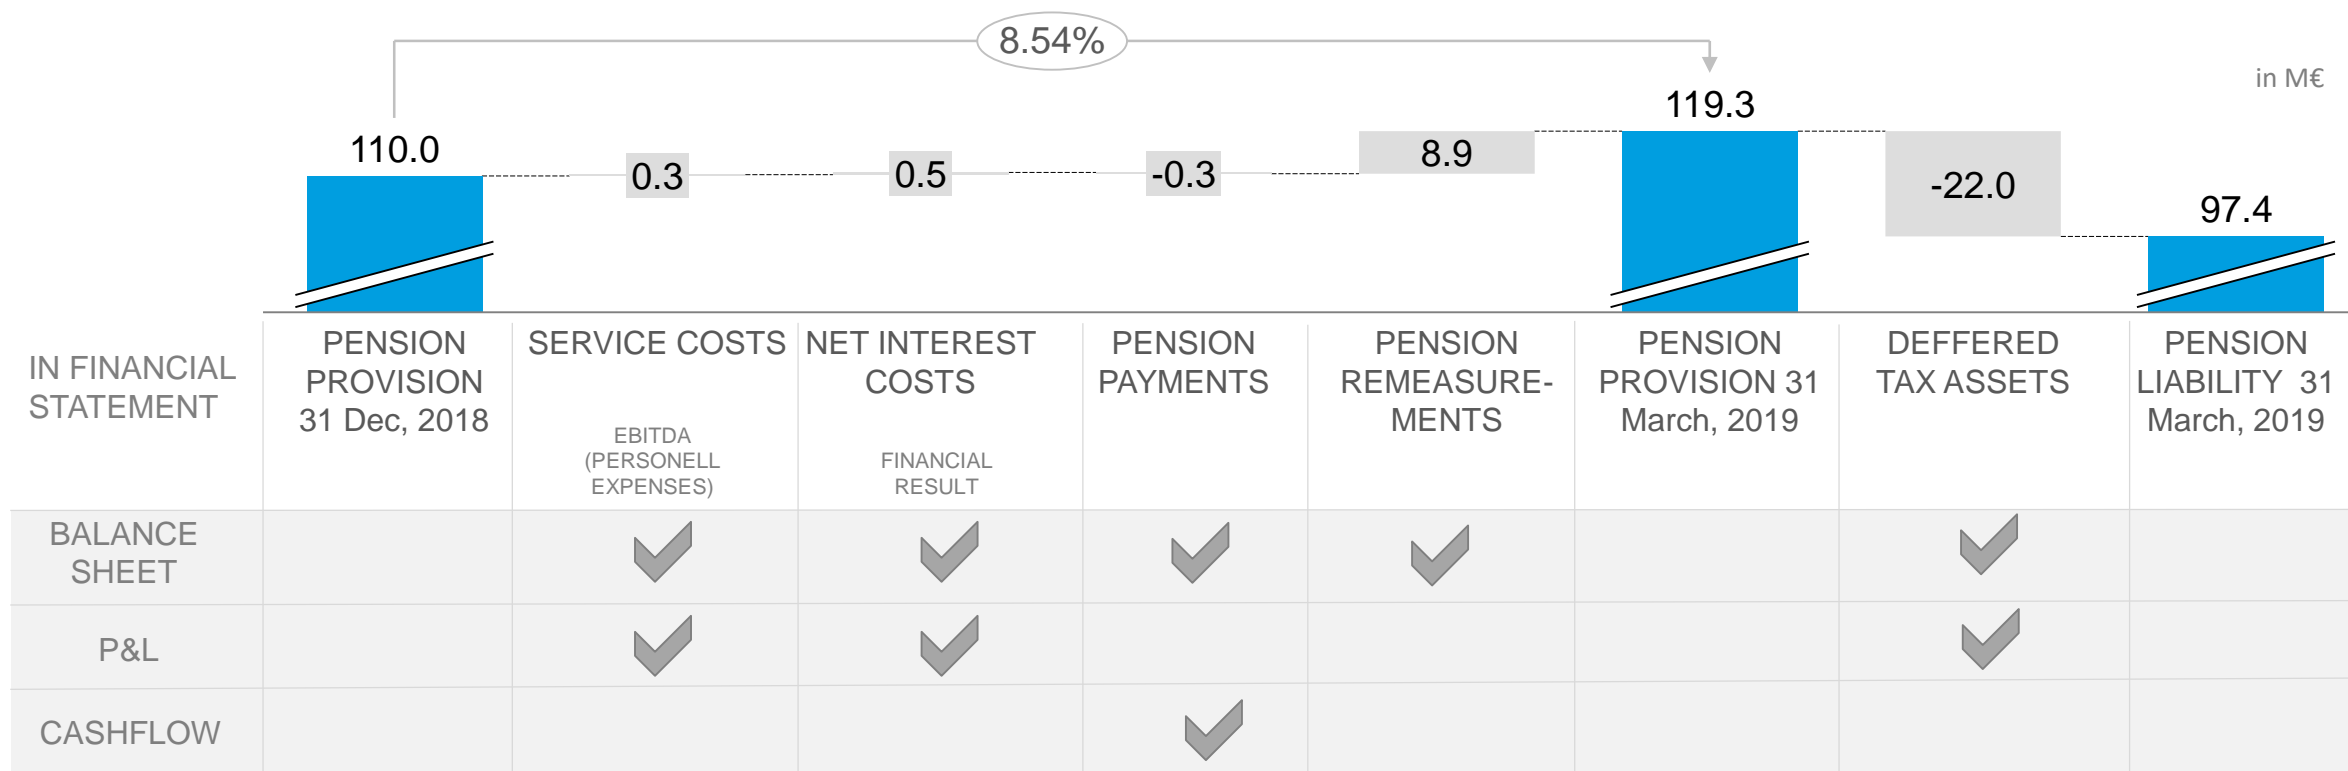 8.54%
in M€
119.3
110.0
8.9
0.3
0.5
-0.3
-22.0
97.4
IN FINANCIAL
STATEMENT
PENSION
PROVISION
31 Dec, 2018
SERVICE COSTS
EBITDA
(PERSONELL
EXPENSES)
NET INTEREST
COSTS
FINANCIAL
RESULT
PENSION
PAYMENTS
PENSION
REMEASURE-
MENTS
PENSION
PROVISION 31
March, 2019
DEFFERED
TAX ASSETS
PENSION
LIABILITY 31
March, 2019
BALANCE
SHEET
P&L
CASHFLOW